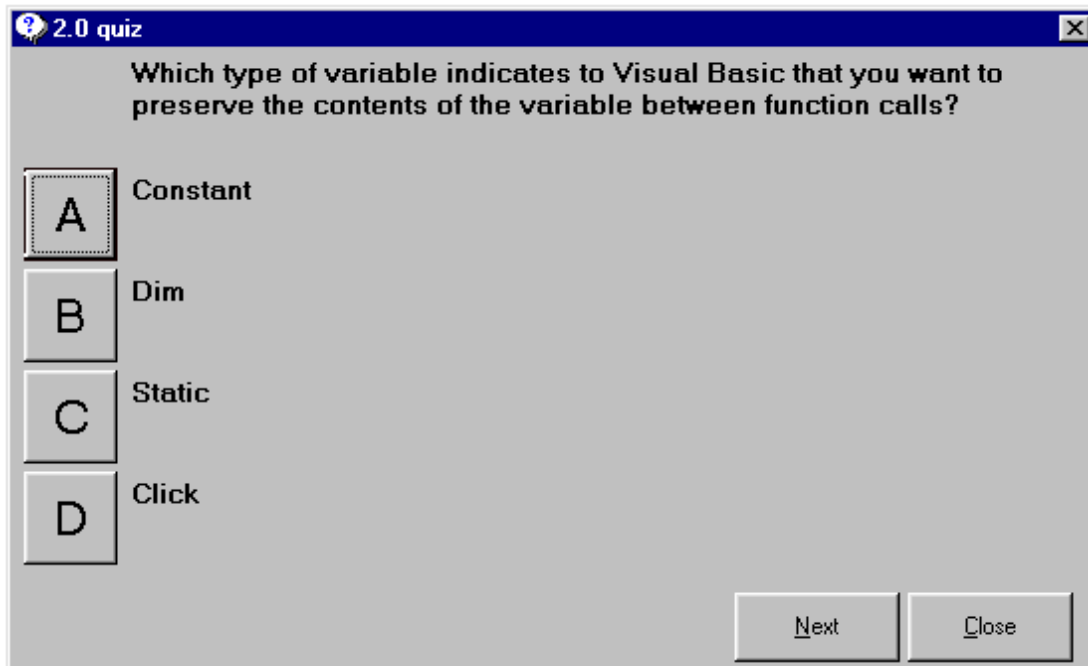 2.0 quiz
Which type of variable indicates to Visual Basic that you want to
preserve the contents of the variable between function calls?
A Constant
B Dim
C Static
D Click
Next Close